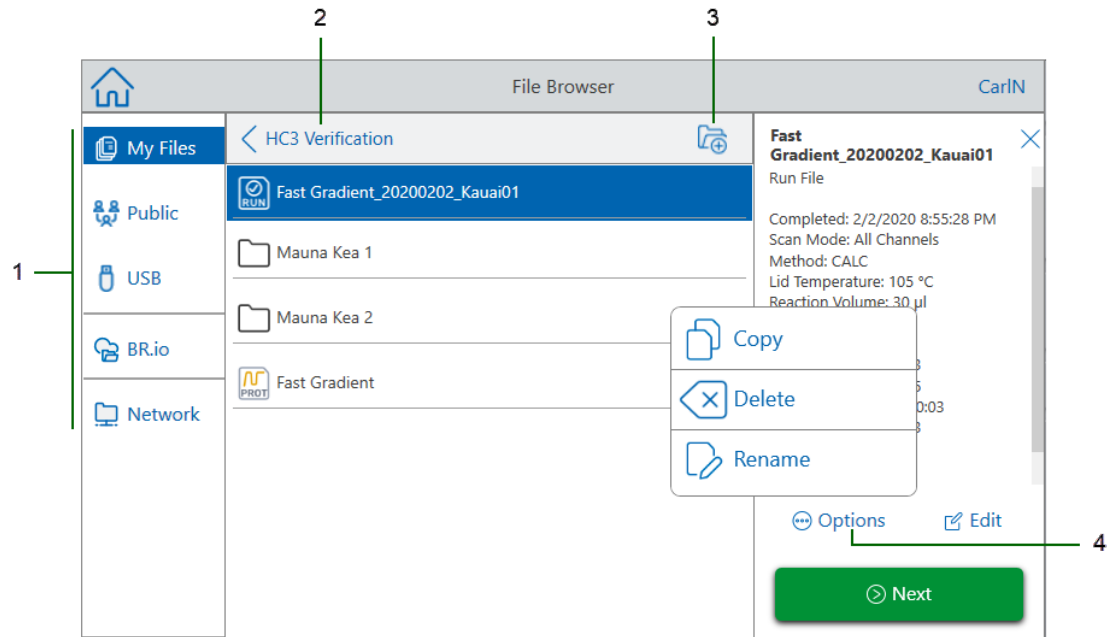 2
3
File Browser
CarlN
1
My Files
Public
USB
BR.io
Network
HC3 Verification
RUN
Fast Gradient_20200202_Kauai01
Mauna Kea 1
Mauna Kea 2
PROT
Fast Gradient
Fast
Gradient_20200202_Kauai01
Run File
Completed: 2/2/2020 8:55:28 PM
Scan Mode: All Channels
Method: CALC
Lid Temperature: 105 °C
Reaction Volume: 30 µl
0:03
Copy
Delete
Rename
Options
Edit
4
Next